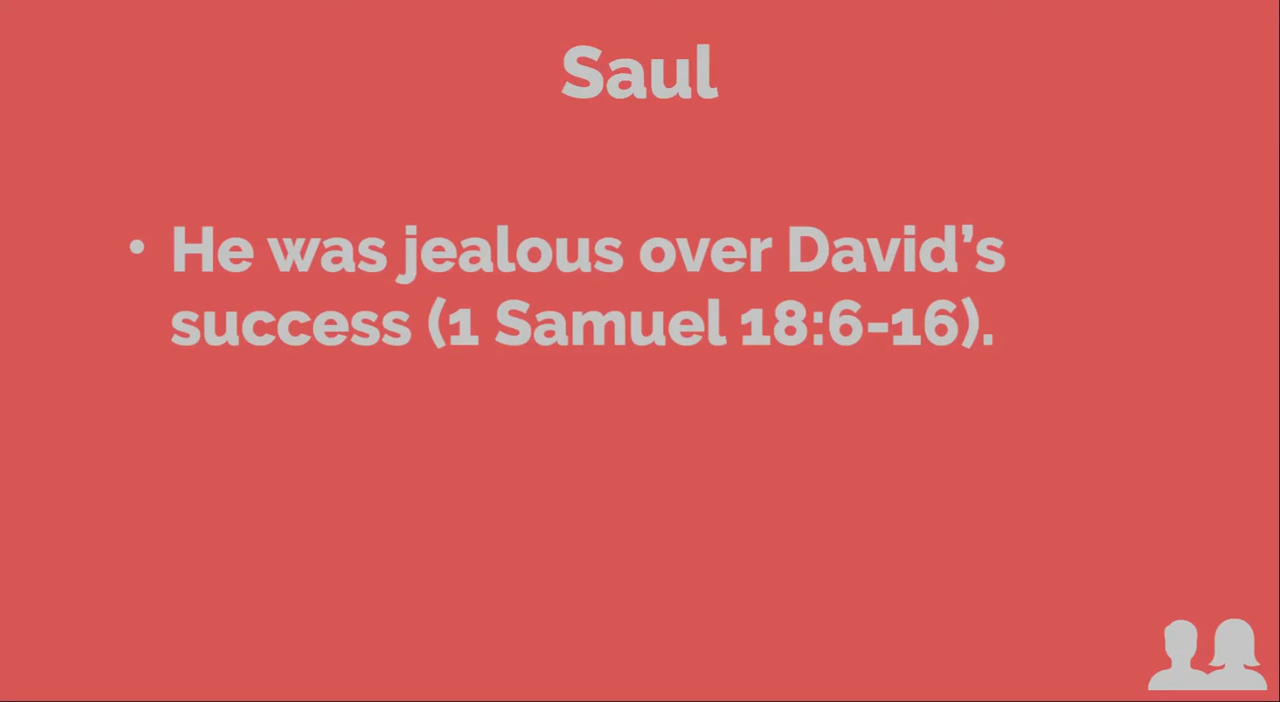 Saul
• He was jealous over David’s
success (1 Samuel 18:6-16).